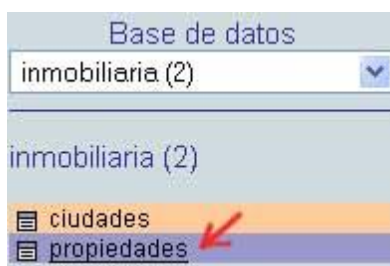 Base de datos
inmobiliaria (2)
inmobiliaria (2)
ciudades
propiedades